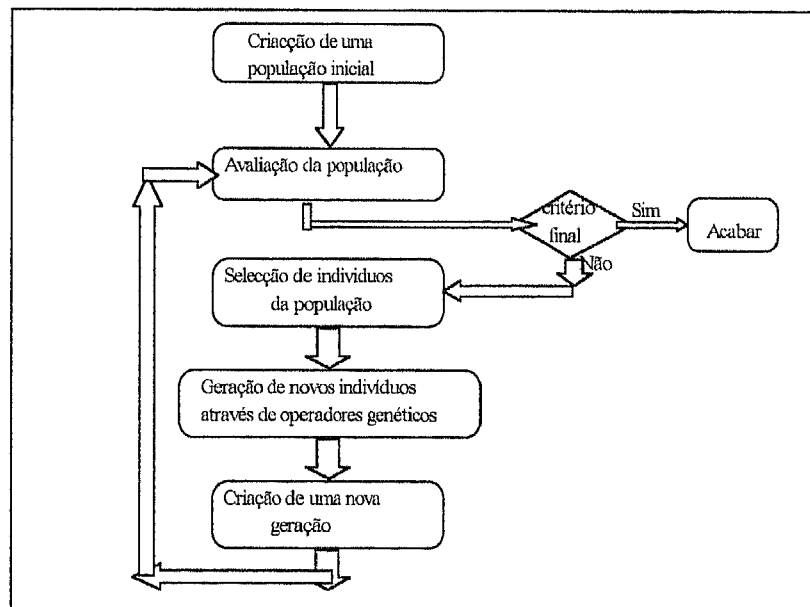 Criacção de uma
população inicial
Avaliação da população
critério
final
Sim
Acabar
Não
Selecção de individuos
da população
Geração de novos indivíduos
através de operadores genéticos
Criação de uma nova
geração